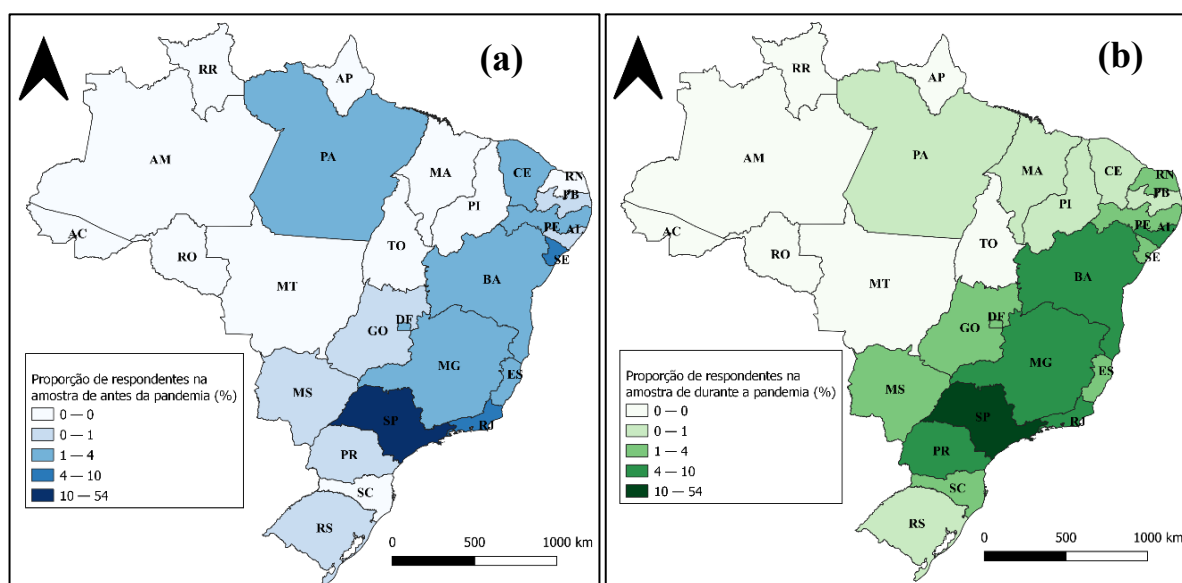 (a)
RR
AP
AM
PA
MA
CE
RN
PB
PI
PE
AL
SE
AC
RO
TO
BA
MT
DF
GO
MG
ES
MS
SP
RJ
PR
SC
RS
Proporção de respondentes na
amostra de antes da pandemia (%)
0 — 0
0 — 1
1 — 4
4 — 10
10 — 54
0 500 1000 km
(b)
RR
AP
AM
PA
MA
CE
RN
PB
PI
PE
AL
SE
AC
RO
TO
BA
MT
DF
GO
MG
ES
MS
SP
RJ
PR
SC
RS
Proporção de respondentes na
amostra de durante a pandemia (%)
0 — 0
0 — 1
1 — 4
4 — 10
10 — 54
0 500 1000 km